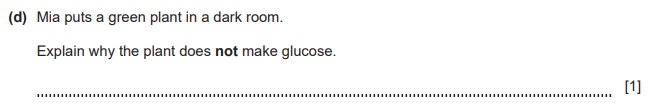 (d) Mia puts a green plant in a dark room.
Explain why the plant does not make glucose.
[1]